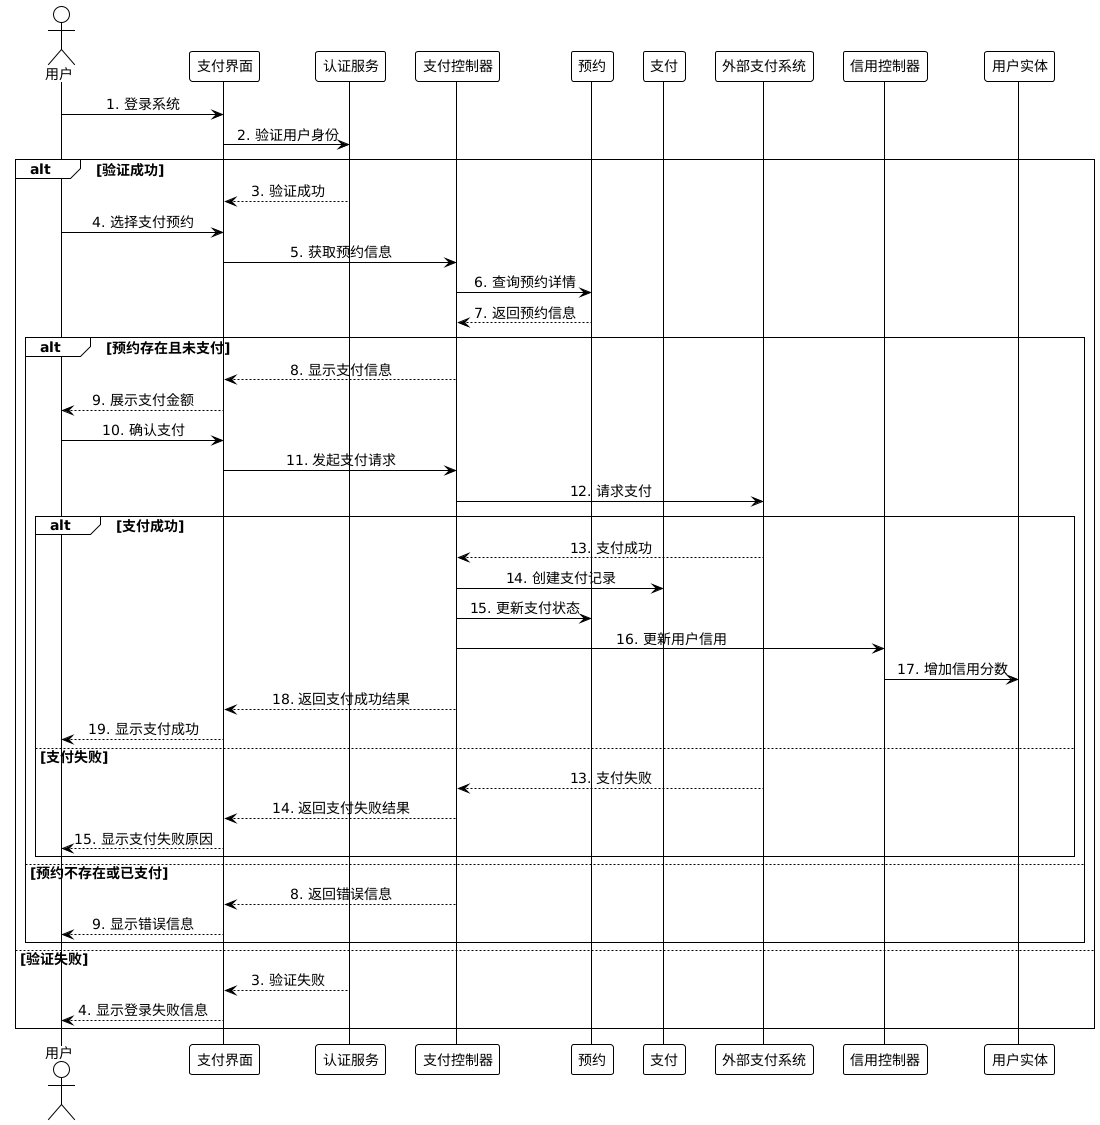 用户
支付界面
认证服务
支付控制器
预约
支付
外部支付系统
信用控制器
用户实体
1. 登录系统
2. 验证用户身份
alt
[验证成功]
3. 验证成功
4. 选择支付预约
5. 获取预约信息
6. 查询预约详情
7. 返回预约信息
alt
[预约存在且未支付]
8. 显示支付信息
9. 展示支付金额
10. 确认支付
11. 发起支付请求
12. 请求支付
alt
[支付成功]
13. 支付成功
14. 创建支付记录
15. 更新支付状态
16. 更新用户信用
17. 增加信用分数
18. 返回支付成功结果
19. 显示支付成功
[支付失败]
13. 支付失败
14. 返回支付失败结果
15. 显示支付失败原因
[预约不存在或已支付]
8. 返回错误信息
9. 显示错误信息
[验证失败]
3. 验证失败
4. 显示登录失败信息
用户
支付界面
认证服务
支付控制器
预约
支付
外部支付系统
信用控制器
用户实体